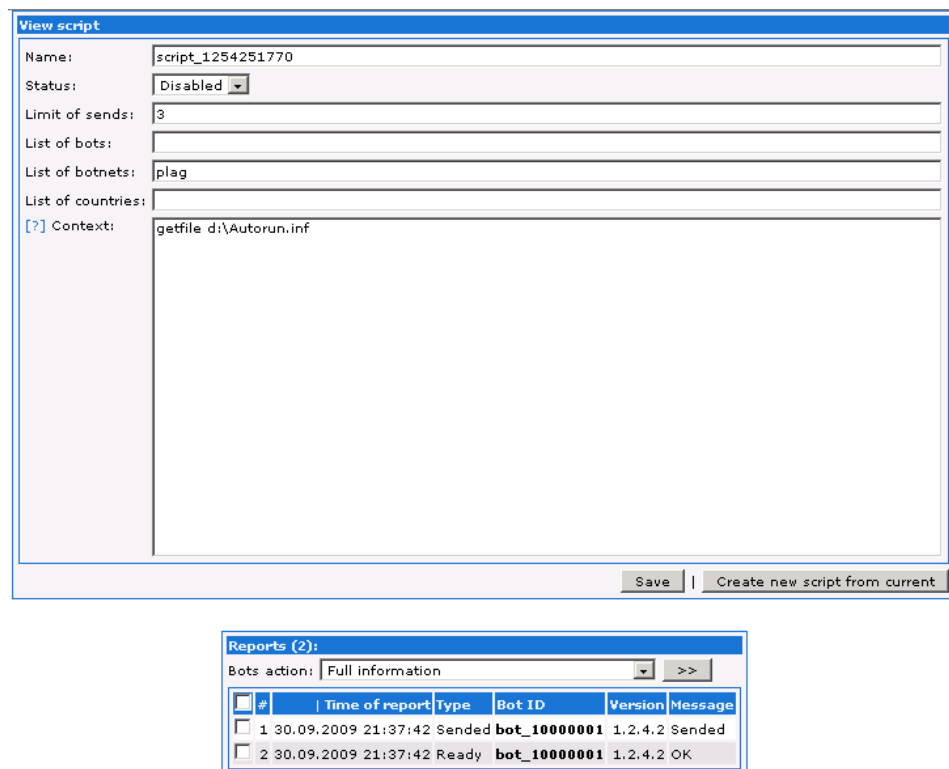 View script
Name: script_1254251770
Status: Disabled
Limit of sends: 3
List of bots:
List of botnets: plag
List of countries:
[?] Context: getfile d:\Autorun.inf
Save | Create new script from current
Reports (2):
Bots action: Full information >>
# | Time of report Type Bot ID Version Message
1 30.09.2009 21:37:42 Sended bot_10000001 1.2.4.2 Sended
2 30.09.2009 21:37:42 Ready bot_10000001 1.2.4.2 OK